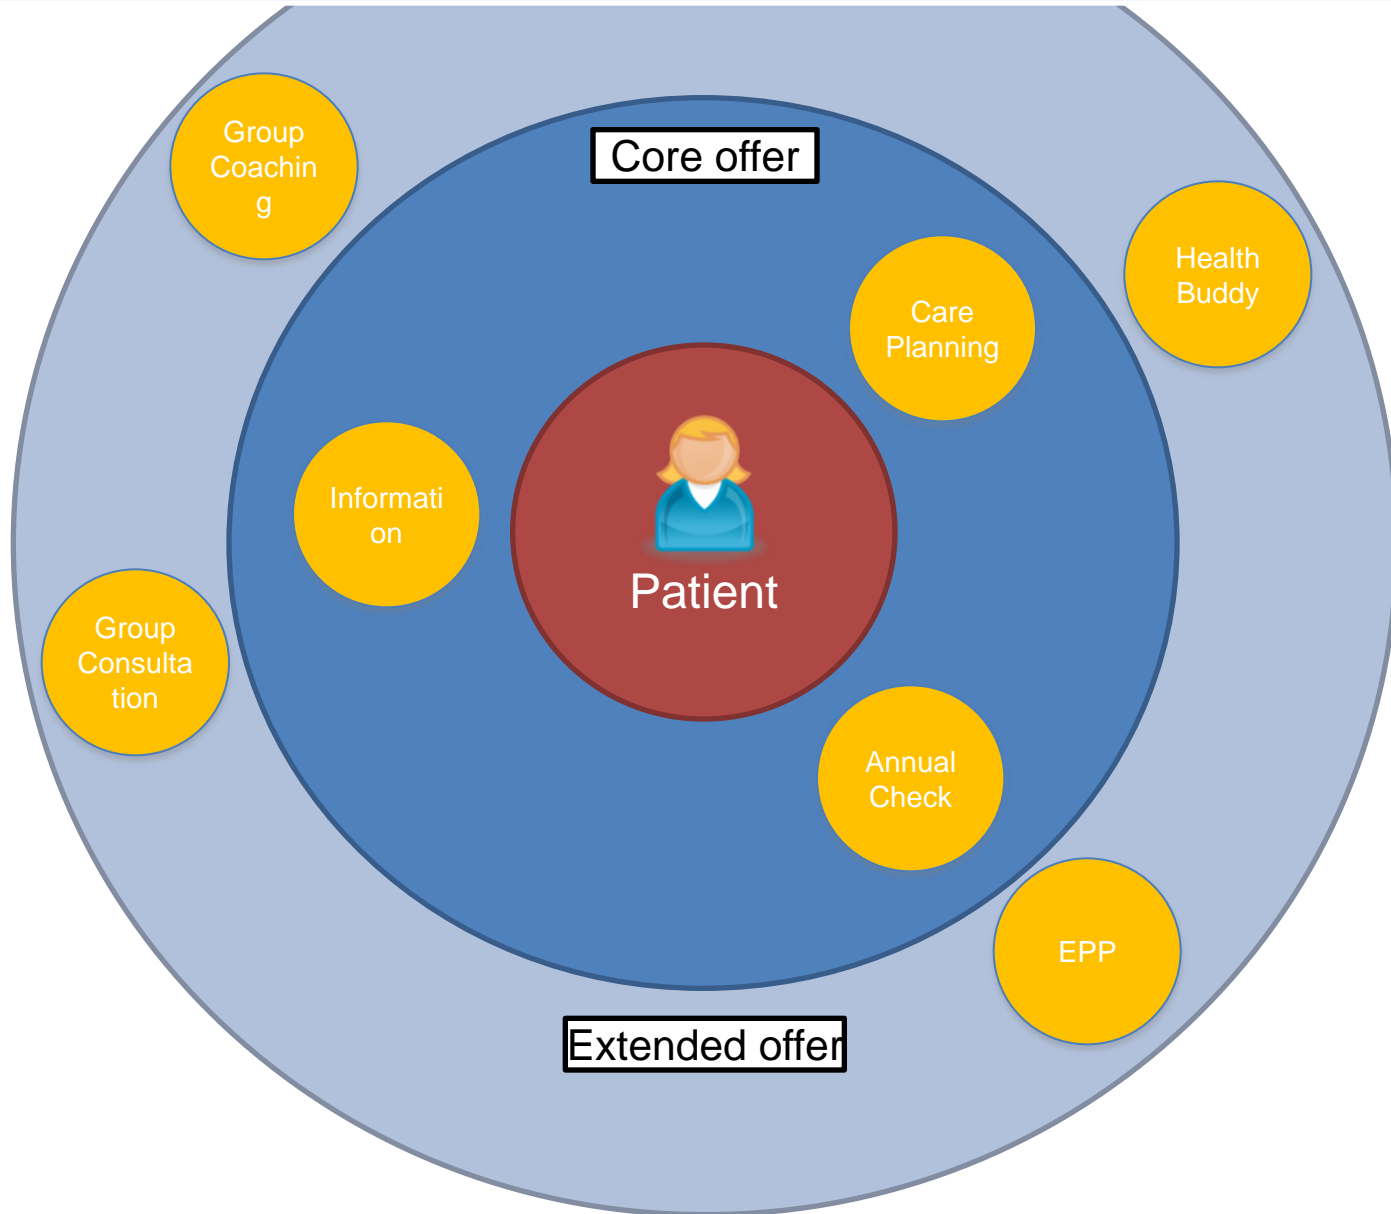 Group
Coachin
g
Core offer
Health
Buddy
Care
Planning
Informati
on
Patient
Group
Consulta
tion
Annual
Check
EPP
Extended offer